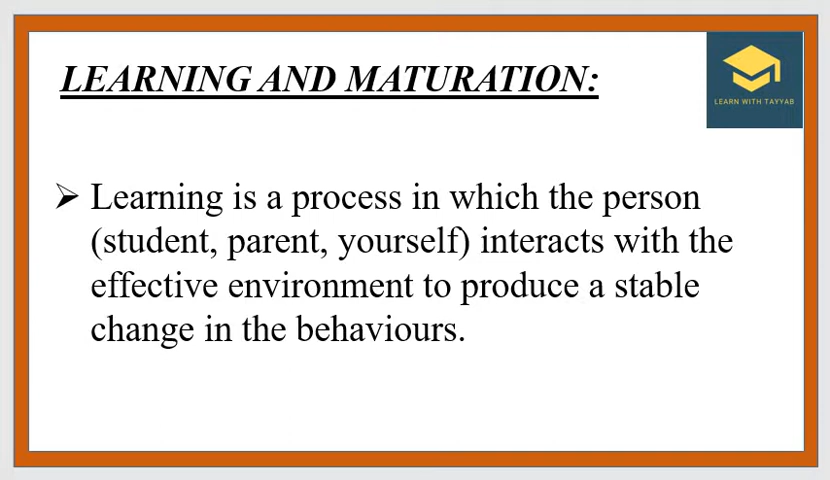 LEARNING AND MATURATION:
LEARN WITH TAYYAB
➢ Learning is a process in which the person
(student, parent, yourself) interacts with the
effective environment to produce a stable
change in the behaviours.